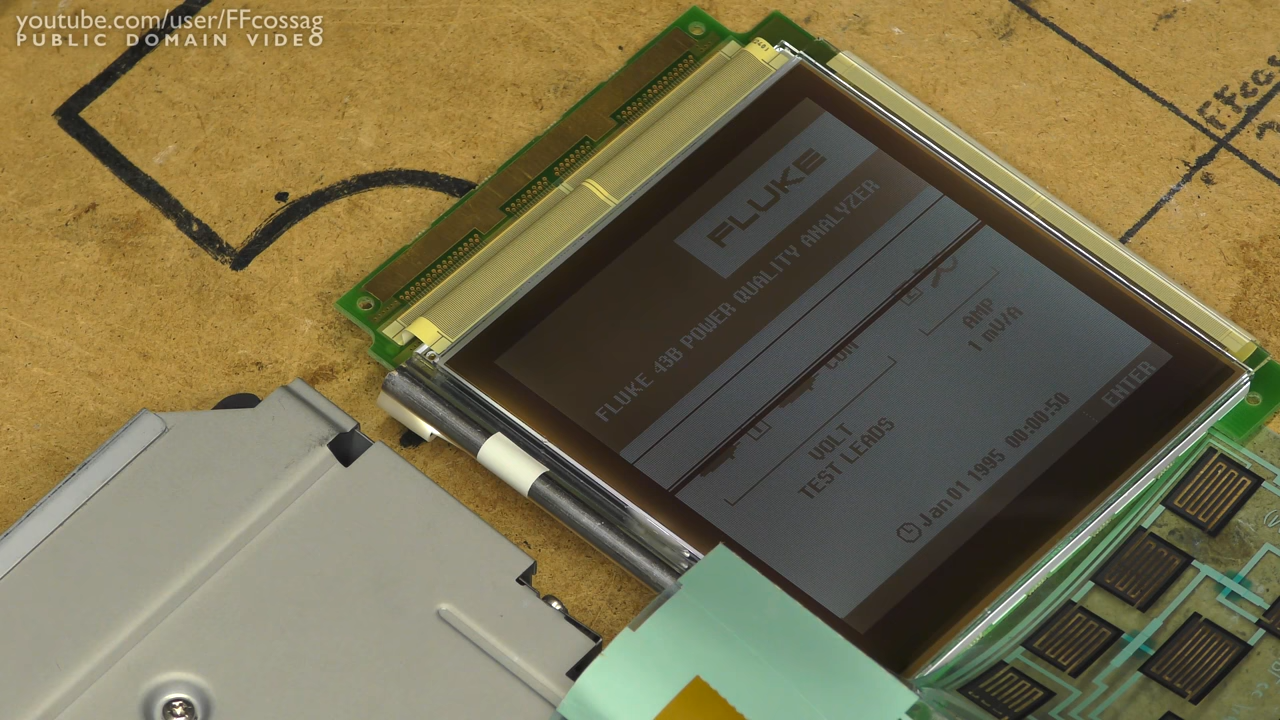 youtube.com/user/FFcossag
PUBLIC DOMAIN VIDEO
FLUKE
FLUKE 43B POWER QUALITY ANALYZER
COM
VOLT
TEST LEADS
AMP
1 mV/A
Jan 01 1995 00:00:50
ENTER